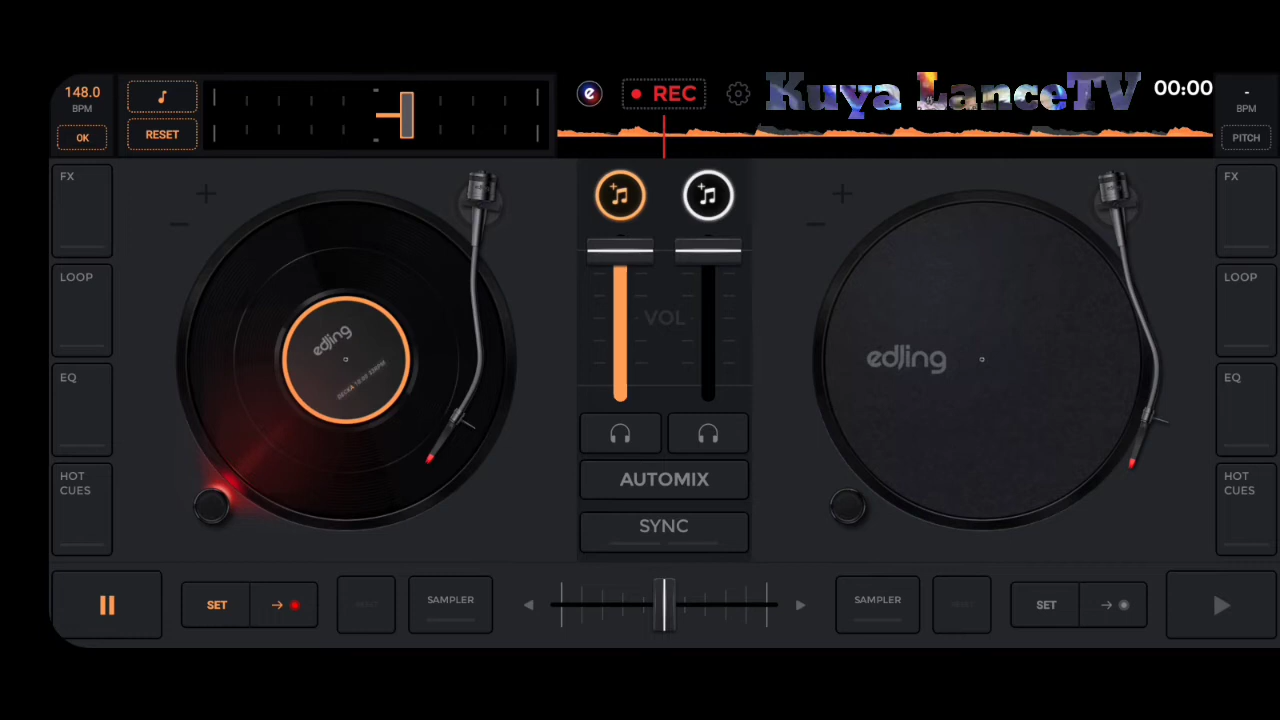 148.0
BPM
OK
RESET
REC
Kuya LanceTV
00:00
-
BPM
PITCH
FX
LOOP
EQ
HOT
CUES
edjing
VOL
AUTOMIX
SYNC
edjing
FX
LOOP
EQ
HOT
CUES
SET
SAMPLER
SAMPLER
SET